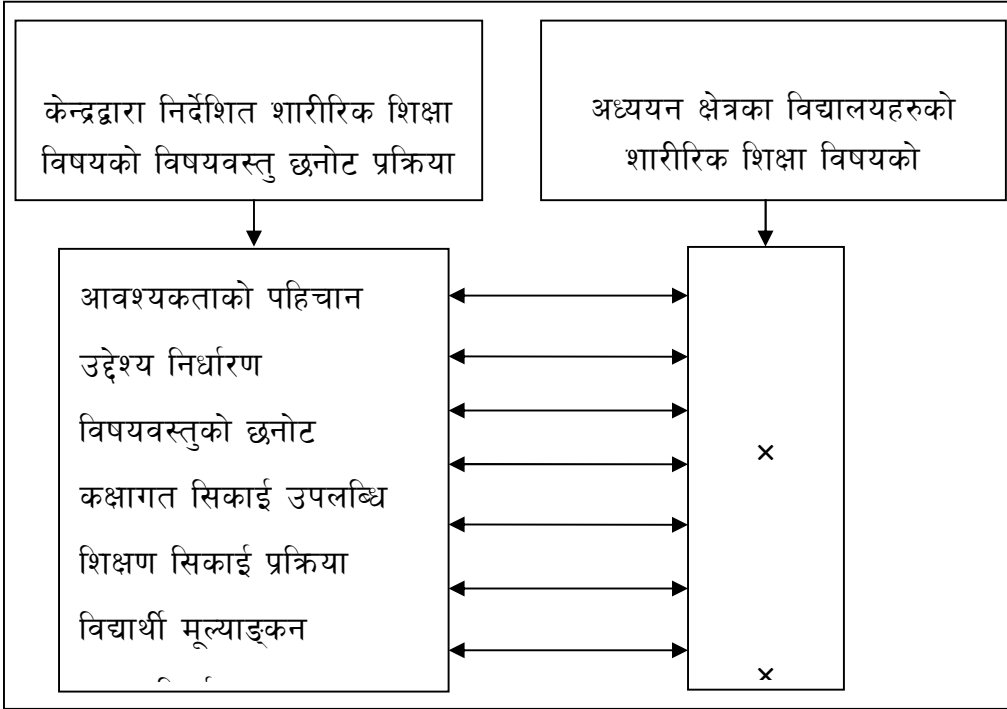 केन्द्रद्वारा निर्देशित शारीरिक शिक्षा
विषयको विषयवस्तु छनोट प्रक्रिया
अध्ययन क्षेत्रका विद्यालयहरुको
शारीरिक शिक्षा विषयको
आवश्यकताको पहिचान
उद्देश्य निर्धारण
विषयवस्तुको छनोट
कक्षागत सिकाई उपलब्धि
शिक्षण सिकाई प्रक्रिया
विद्यार्थी मूल्याङ्कन
×
×